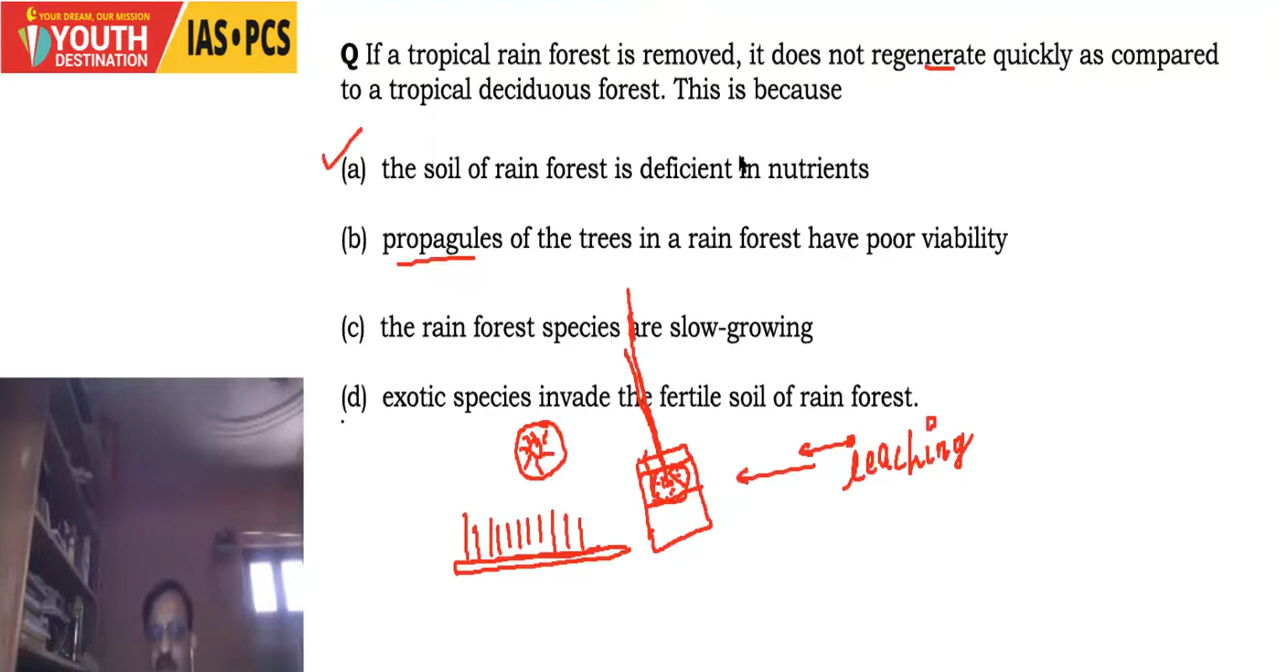 YOUR DREAM, OUR MISSION
YOUTH
DESTINATION
IAS•PCS
Q If a tropical rain forest is removed, it does not regenerate quickly as compared
to a tropical deciduous forest. This is because
(a) the soil of rain forest is deficient in nutrients
(b) propagules of the trees in a rain forest have poor viability
(c) the rain forest species are slow-growing
(d) exotic species invade the fertile soil of rain forest.
leaching